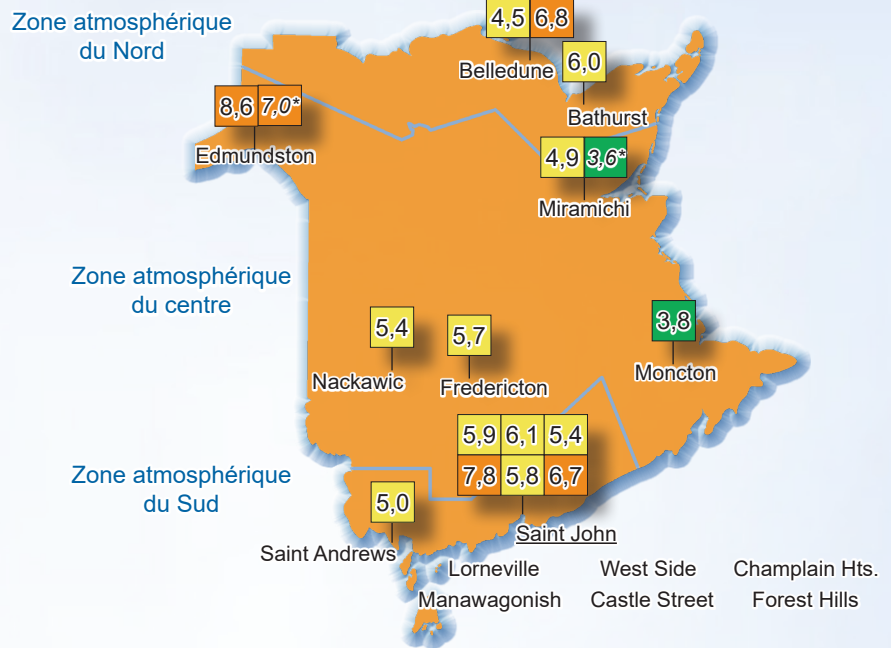 Zone atmosphérique
du Nord
4,5 6,8
Belledune
6,0
Bathurst
8,6 7,0*
Edmundston
4,9 3,6*
Miramichi
Zone atmosphérique
du centre
5,4
Nackawic
5,7
Fredericton
3,8
Moncton
5,9 6,1 5,4
7,8 5,8 6,7
Saint John
Zone atmosphérique
du Sud
5,0
Saint Andrews
Lorneville West Side Champlain Hts.
Manawagonish Castle Street Forest Hills